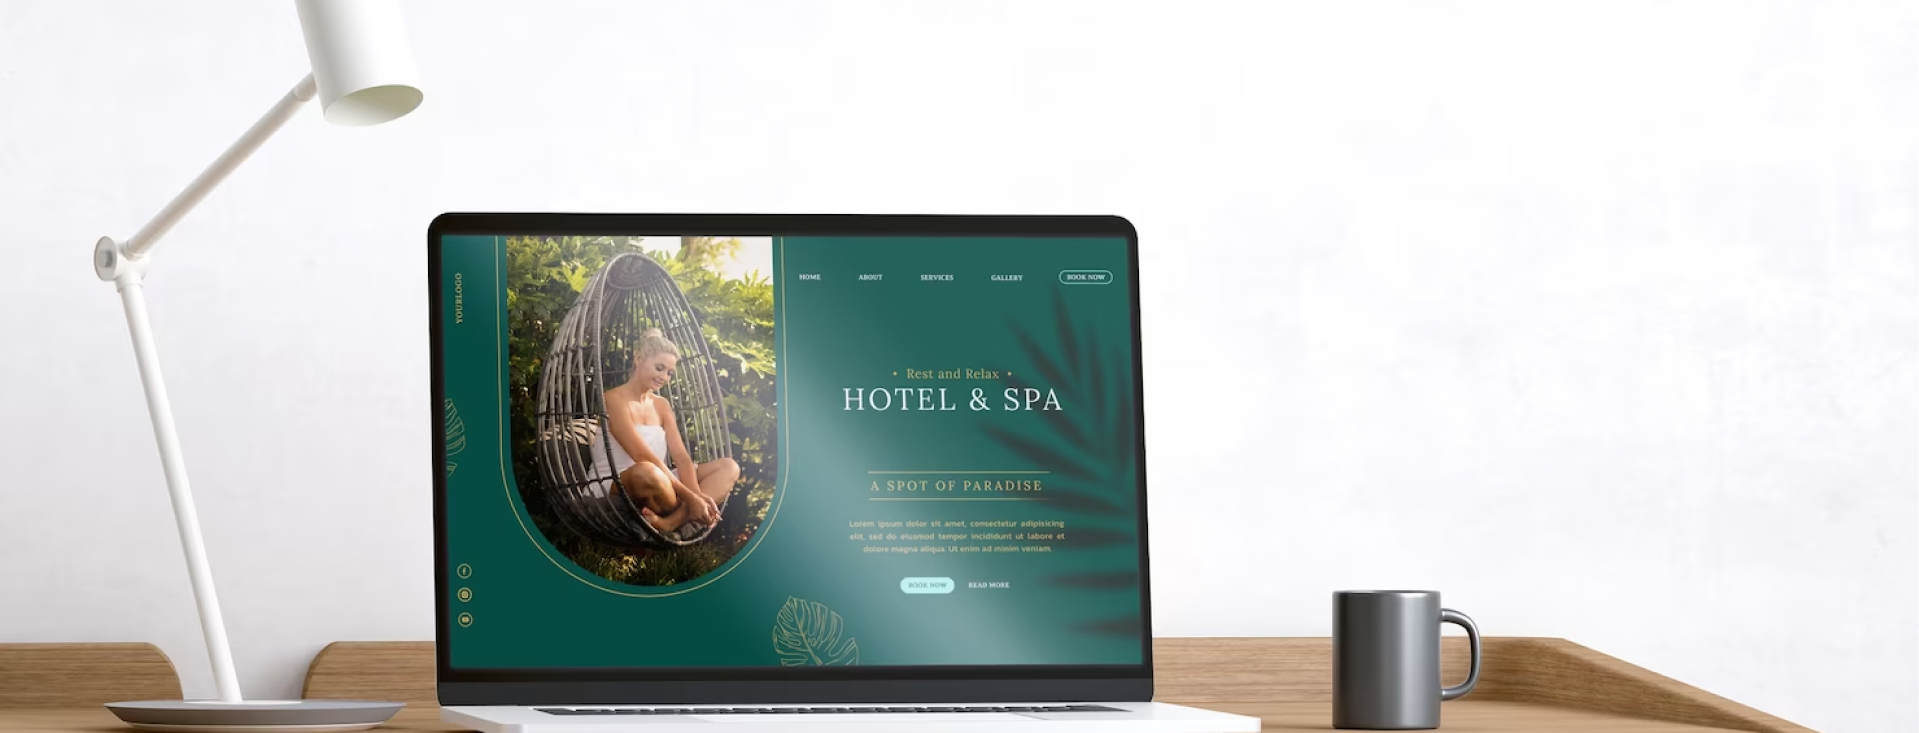 YOURLOGO
HOME ABOUT SERVICES GALLERY BOOK NOW
• Rest and Relax •
HOTEL & SPA
A SPOT OF PARADISE
Lorem ipsum dolor sit amet, consectetur adipisicing
elit, sed do eiusmod tempor incididunt ut labore et
dolore magna aliqua. Ut enim ad minim veniam.
BOOK NOW READ MORE